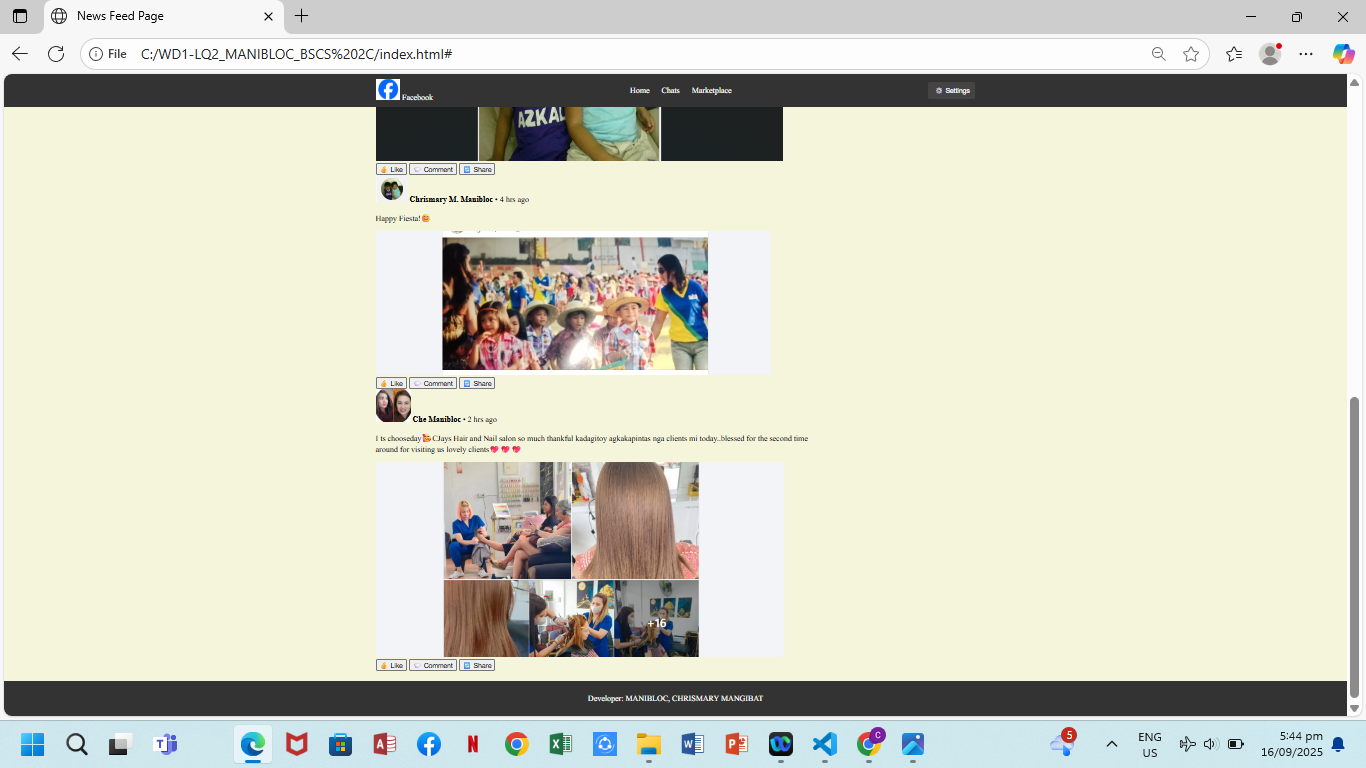 News Feed Page
File C:/WD1-LQ2_MANIBLOC_BSCS%202C/index.html#
Facebook
Home Chats Marketplace
⚙ Settings
AZKAL
👍 Like 💬 Comment 🔄 Share
Chrismary M. Manibloc • 4 hrs ago
Happy Fiesta!😊
👍 Like 💬 Comment 🔄 Share
Che Manibloc • 2 hrs ago
I ts chooseday🥰 CJays Hair and Nail salon so much thankful kadagitoy agkakapintas nga clients mi today..blessed for the second time
around for visiting us lovely clients💖 💖 💖
+16
👍 Like 💬 Comment 🔄 Share
Developer: MANIBLOC, CHRISMARY MANGIBAT
5
ENG
US
5:44 pm
16/09/2025